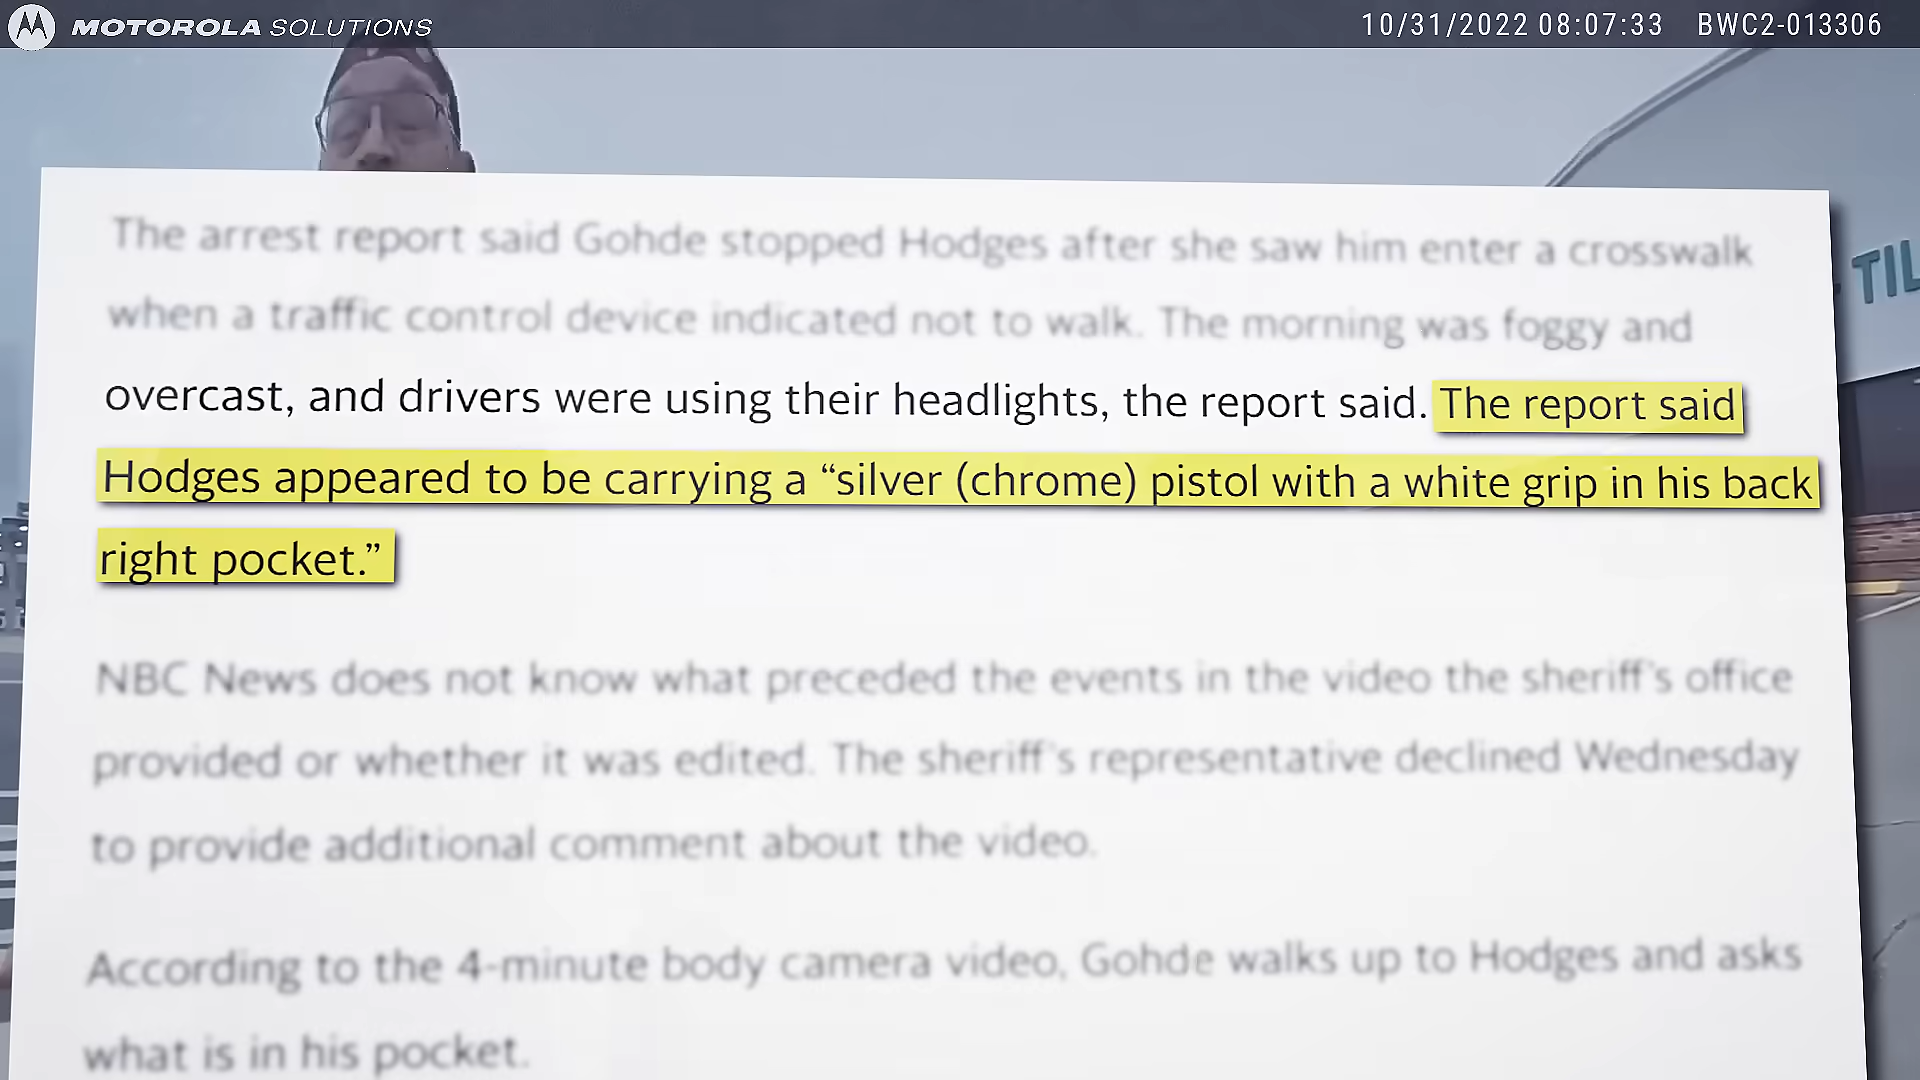 MOTOROLA SOLUTIONS
10/31/2022 08:07:33 BWC2-013306
The arrest report said Gohde stopped Hodges after she saw him enter a crosswalk
when a traffic control device indicated not to walk. The morning was foggy and
overcast, and drivers were using their headlights, the report said. The report said
Hodges appeared to be carrying a “silver (chrome) pistol with a white grip in his back
right pocket.”
NBC News does not know what preceded the events in the video the sheriff's office
provided or whether it was edited. The sheriff's representative declined Wednesday
to provide additional comment about the video.
According to the 4-minute body camera video, Gohde walks up to Hodges and asks
what is in his pocket.
TIL